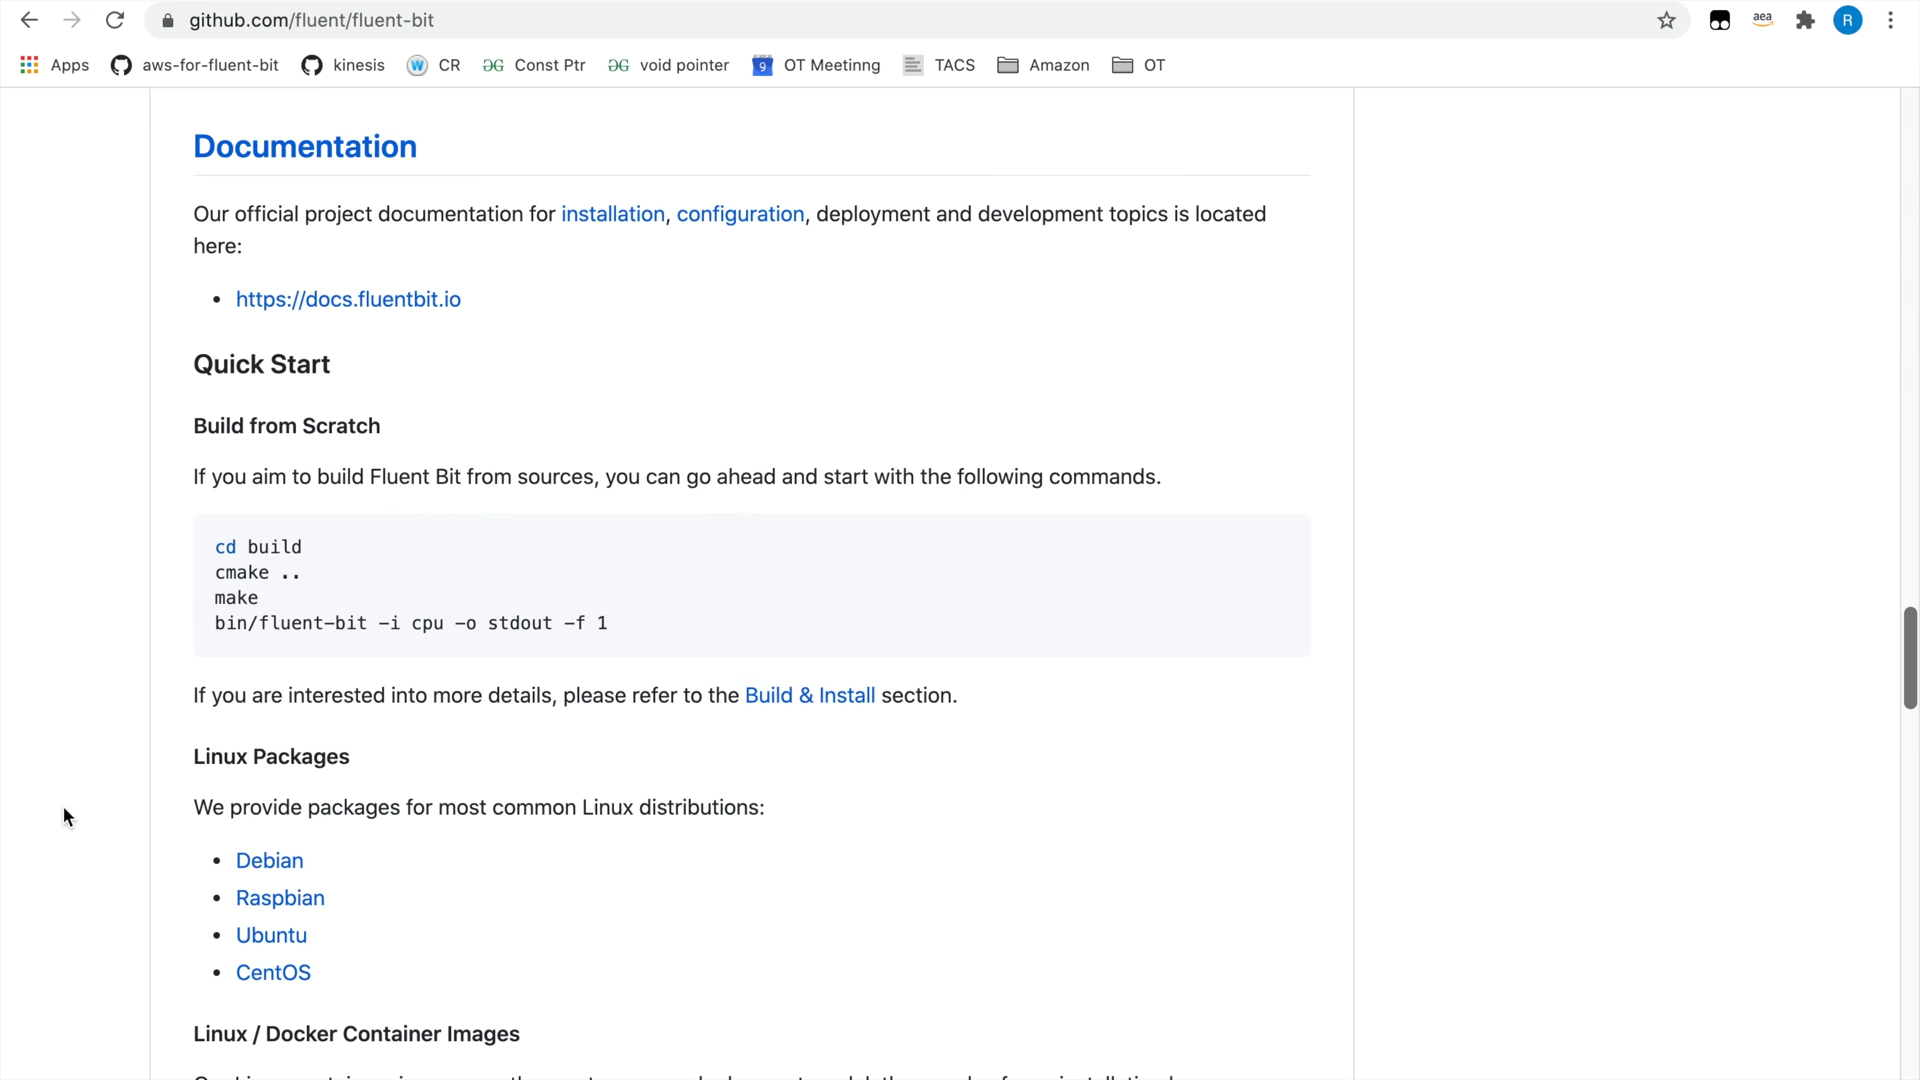 github.com/fluent/fluent-bit
aea
R
Apps aws-for-fluent-bit kinesis W CR ƏG Const Ptr ƏG void pointer 9 OT Meetinng TACS Amazon OT
Documentation
Our official project documentation for installation, configuration, deployment and development topics is located
here:
• https://docs.fluentbit.io
Quick Start
Build from Scratch
If you aim to build Fluent Bit from sources, you can go ahead and start with the following commands.
cd build
cmake ..
make
bin/fluent-bit -i cpu -o stdout -f 1
If you are interested into more details, please refer to the Build & Install section.
Linux Packages
We provide packages for most common Linux distributions:
• Debian
• Raspbian
• Ubuntu
• CentOS
Linux / Docker Container Images